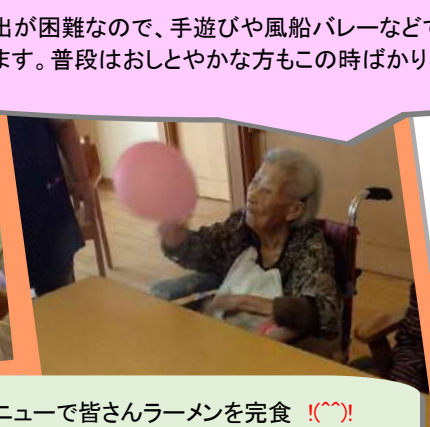 出が困難なので、手遊びや風船バレーなどで
ます。普段はおしとやかな方もこの時ばかり
ニューで皆さんラーメンを完食 !(^^)!